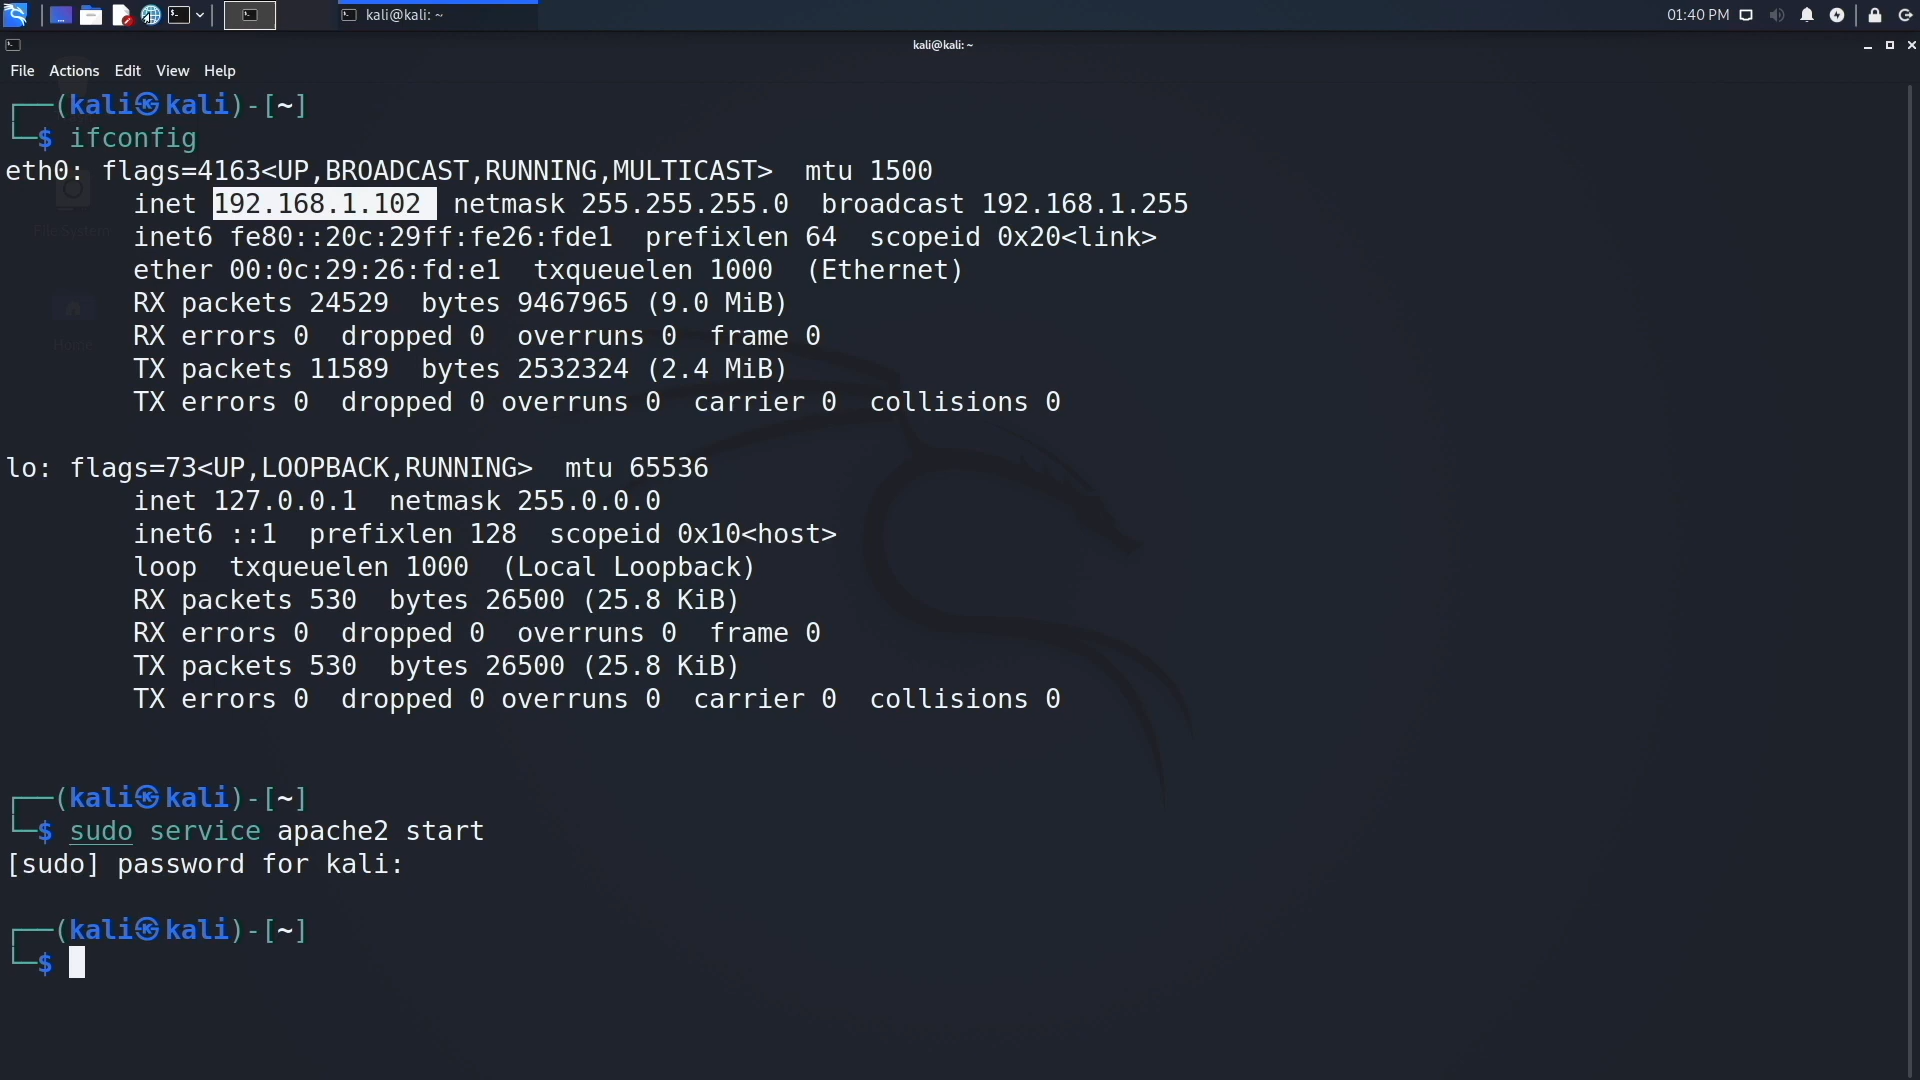 kali@kali: ~
01:40 PM
kali@kali: ~
File Actions Edit View Help
┌──(kali㉿kali)-[~]
└─$ ifconfig
eth0: flags=4163<UP,BROADCAST,RUNNING,MULTICAST>  mtu 1500
        inet 192.168.1.102  netmask 255.255.255.0  broadcast 192.168.1.255
        inet6 fe80::20c:29ff:fe26:fde1  prefixlen 64  scopeid 0x20<link>
        ether 00:0c:29:26:fd:e1  txqueuelen 1000  (Ethernet)
        RX packets 24529  bytes 9467965 (9.0 MiB)
        RX errors 0  dropped 0  overruns 0  frame 0
        TX packets 11589  bytes 2532324 (2.4 MiB)
        TX errors 0  dropped 0 overruns 0  carrier 0  collisions 0
lo: flags=73<UP,LOOPBACK,RUNNING>  mtu 65536
        inet 127.0.0.1  netmask 255.0.0.0
        inet6 ::1  prefixlen 128  scopeid 0x10<host>
        loop  txqueuelen 1000  (Local Loopback)
        RX packets 530  bytes 26500 (25.8 KiB)
        RX errors 0  dropped 0  overruns 0  frame 0
        TX packets 530  bytes 26500 (25.8 KiB)
        TX errors 0  dropped 0 overruns 0  carrier 0  collisions 0
┌──(kali㉿kali)-[~]
└─$ sudo service apache2 start
[sudo] password for kali:
┌──(kali㉿kali)-[~]
└─$
File System
Home